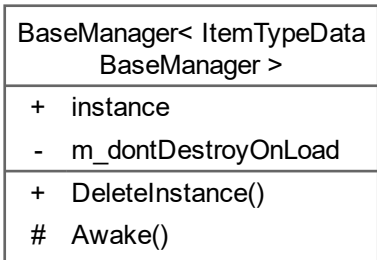 BaseManager< ItemTypeData
BaseManager >
+ instance
- m_dontDestroyOnLoad
+ DeleteInstance()
# Awake()